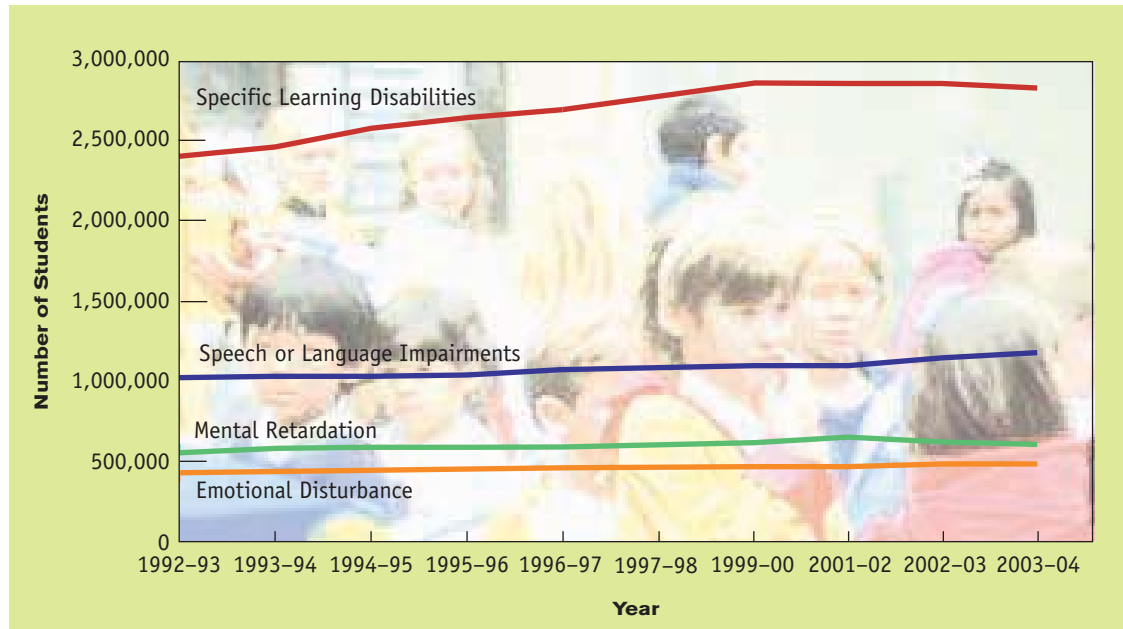 3,000,000
Specific Learning Disabilities
2,500,000
2,000,000
Number of Students
1,500,000
Speech or Language Impairments
1,000,000
Mental Retardation
500,000
Emotional Disturbance
0
1992–93 1993–94 1994–95 1995–96 1996–97 1997–98 1999–00 2001–02 2002–03 2003–04
Year